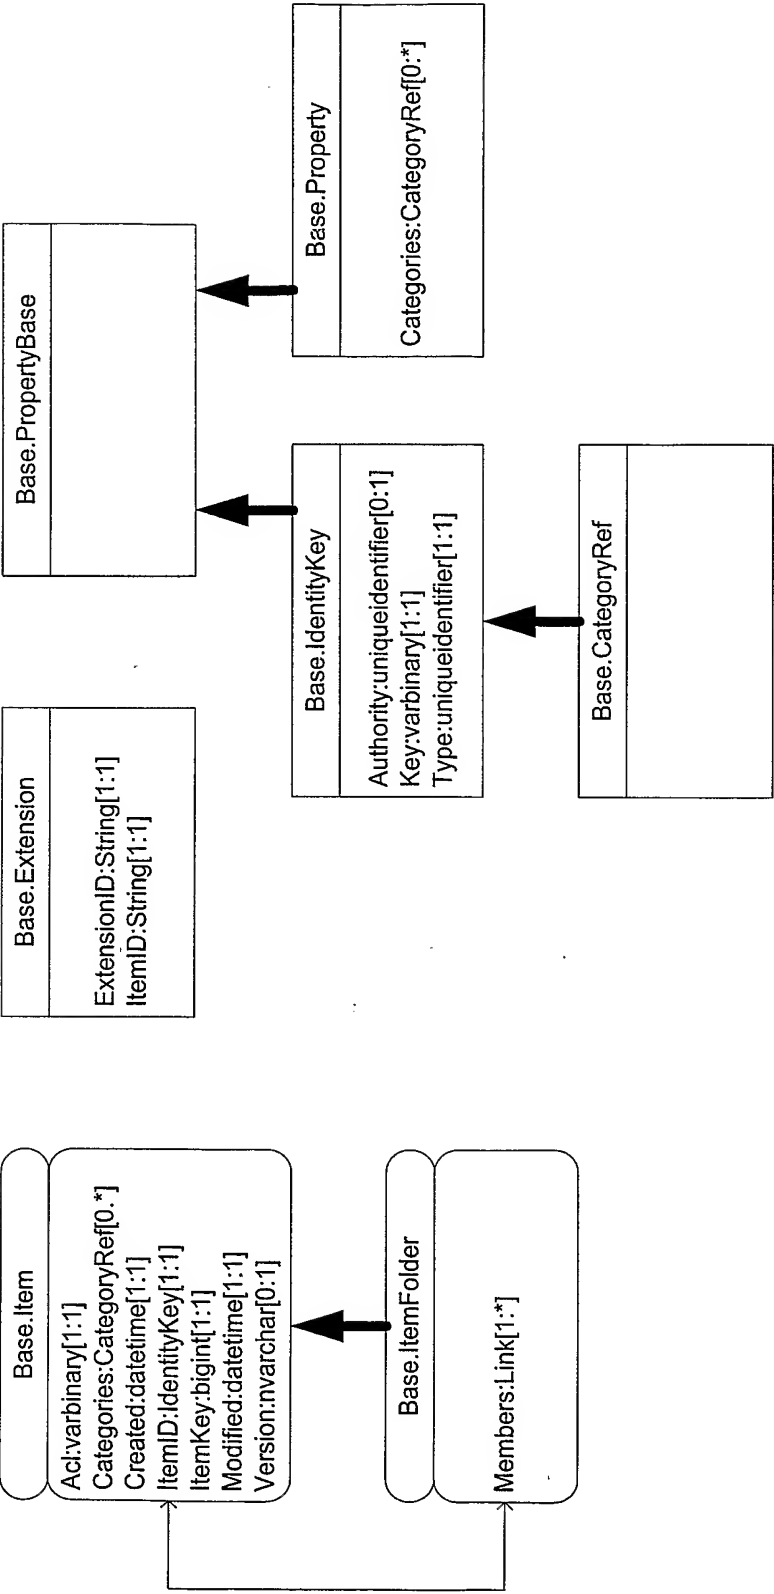 Base.Item
Acl:varbinary[1:1]
Categories:CategoryRef[0.*]
Created:datetime[1:1]
ItemID:IdentityKey[1:1]
ItemKey:bigint[1:1]
Modified:datetime[1:1]
Version:nvarchar[0:1]
Base.ItemFolder
Members:Link[1:*]
Base.Extension
ExtensionID:String[1:1]
ItemID:String[1:1]
Base.PropertyBase
Base.IdentityKey
Authority:uniqueidentifier[0:1]
Key:varbinary[1:1]
Type:uniqueidentifier[1:1]
Base.CategoryRef
Base.Property
Categories:CategoryRef[0:*]